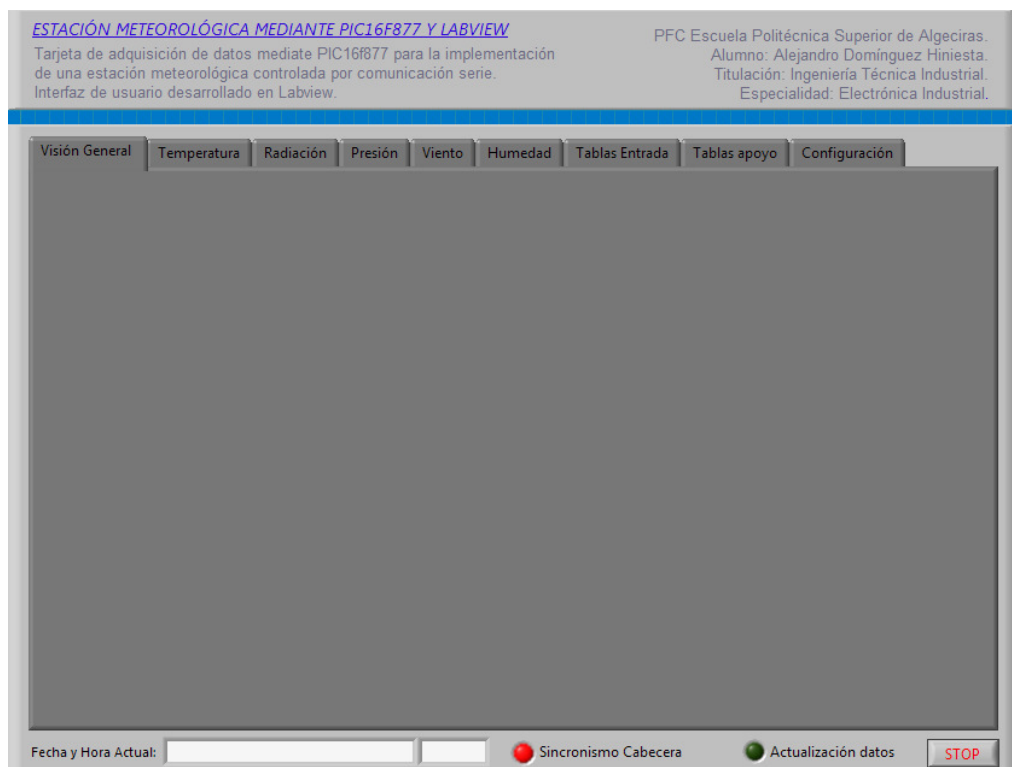 ESTACIÓN METEOROLÓGICA MEDIANTE PIC16F877 Y LABVIEW
Tarjeta de adquisición de datos mediate PIC16f877 para la implementación
de una estación meteorológica controlada por comunicación serie.
Interfaz de usuario desarrollado en Labview.
PFC Escuela Politécnica Superior de Algeciras.
Alumno: Alejandro Domínguez Hiniesta.
Titulación: Ingeniería Técnica Industrial.
Especialidad: Electrónica Industrial.
Visión General Temperatura Radiación Presión Viento Humedad Tablas Entrada Tablas apoyo Configuración
Fecha y Hora Actual: Sincronismo Cabecera Actualización datos STOP